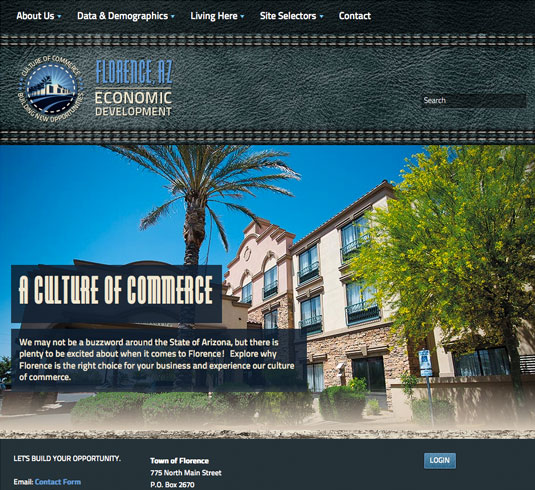 About Us
Data & Demographics
Living Here
Site Selectors
Contact
CULTURE OF COMMERCE
BUILDING NEW OPPORTUNITIES
FLORENCE, AZ
ECONOMIC
DEVELOPMENT
Search
A CULTURE OF COMMERCE
We may not be a buzzword around the State of Arizona, but there is
plenty to be excited about when it comes to Florence! Explore why
Florence is the right choice for your business and experience our culture
of commerce.
LET'S BUILD YOUR OPPORTUNITY.
Email: Contact Form
Town of Florence
775 North Main Street
P.O. Box 2670
LOGIN